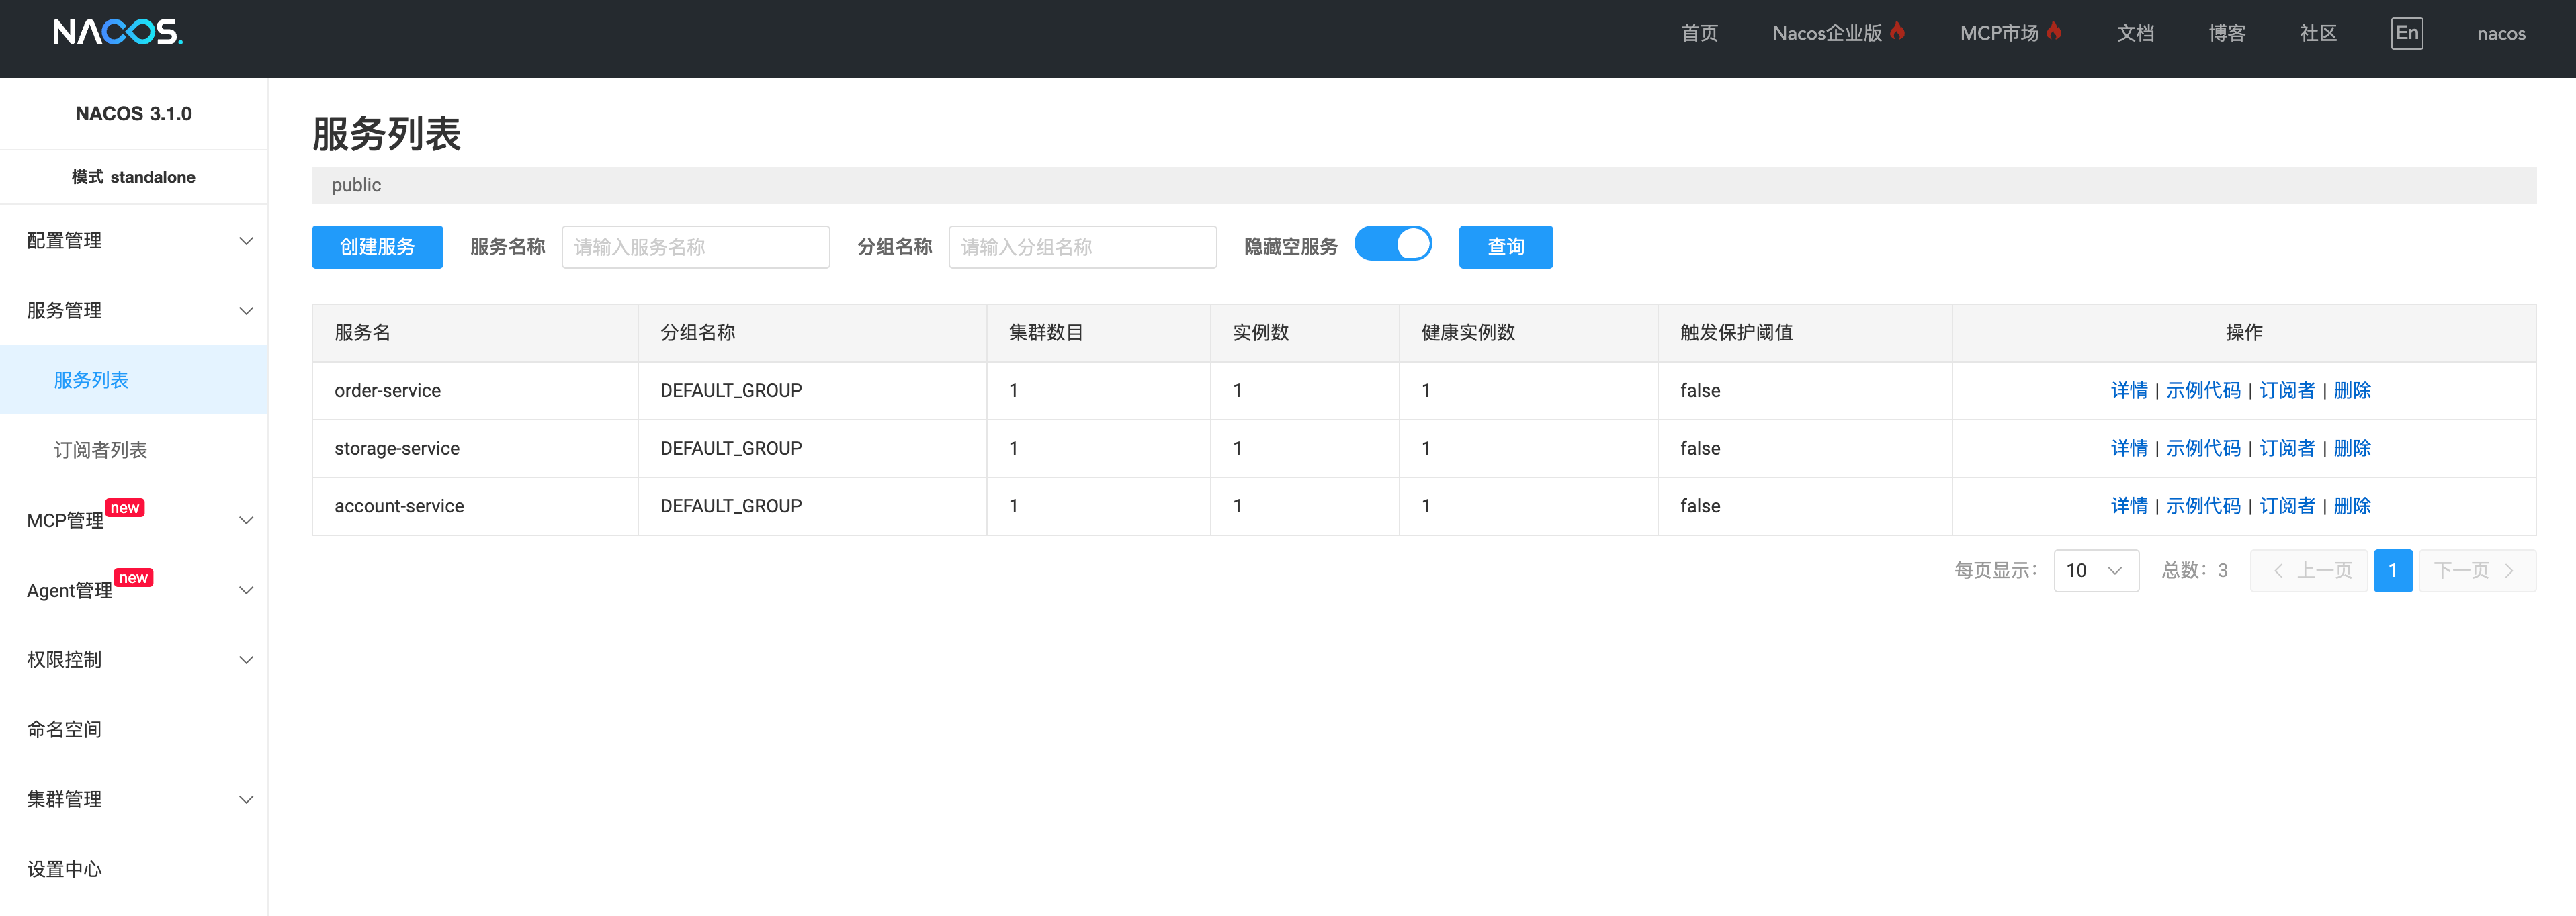 NACOS.
首页 Nacos企业版 MCP市场 文档 博客 社区 En nacos
NACOS 3.1.0
模式 standalone
配置管理
服务管理
服务列表
订阅者列表
MCP管理 new
Agent管理 new
权限控制
命名空间
集群管理
设置中心
服务列表
public
创建服务 服务名称 请输入服务名称 分组名称 请输入分组名称 隐藏空服务 查询
服务名 分组名称 集群数目 实例数 健康实例数 触发保护阈值 操作
order-service DEFAULT_GROUP 1 1 1 false 详情 | 示例代码 | 订阅者 | 删除
storage-service DEFAULT_GROUP 1 1 1 false 详情 | 示例代码 | 订阅者 | 删除
account-service DEFAULT_GROUP 1 1 1 false 详情 | 示例代码 | 订阅者 | 删除
每页显示: 10 总数: 3 上一页 1 下一页